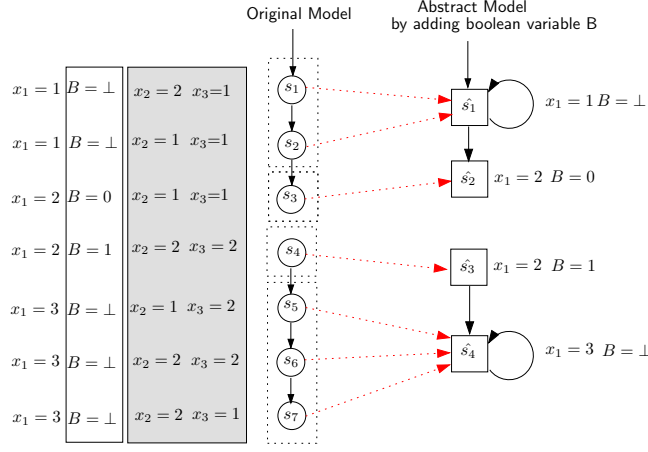 Original Model
Abstract Model
by adding boolean variable B
x₁ = 1 B = ⊥ x₂ = 2 x₃=1 s₁ ŝ₁ x₁ = 1 B = ⊥
x₁ = 1 B = ⊥ x₂ = 1 x₃=1 s₂
x₁ = 2 B = 0 x₂ = 1 x₃=1 s₃ ŝ₂ x₁ = 2 B = 0
x₁ = 2 B = 1 x₂ = 2 x₃ = 2 s₄ ŝ₃ x₁ = 2 B = 1
x₁ = 3 B = ⊥ x₂ = 1 x₃ = 2 s₅
x₁ = 3 B = ⊥ x₂ = 2 x₃ = 2 s₆ ŝ₄ x₁ = 3 B = ⊥
x₁ = 3 B = ⊥ x₂ = 2 x₃ = 1 s₇